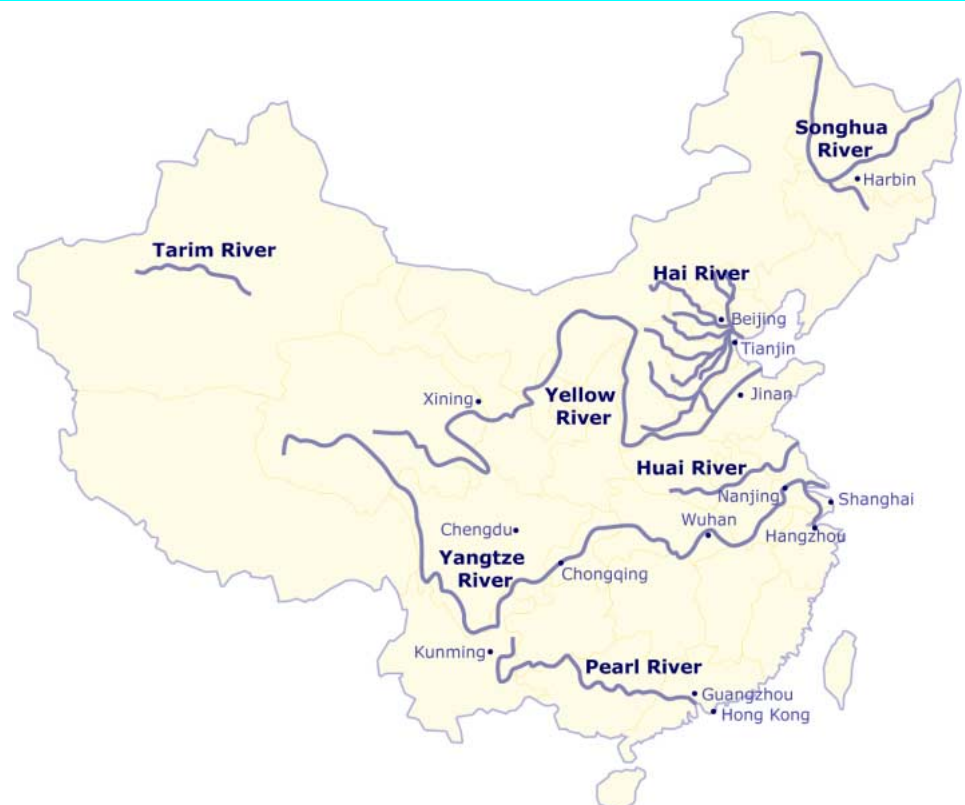 Songhua
River
Harbin
Tarim River
Hai River
Beijing
Tianjin
Xining
Yellow
River
Jinan
Huai River
Nanjing
Shanghai
Wuhan
Hangzhou
Chengdu
Yangtze
River
Chongqing
Kunming
Pearl River
Guangzhou
Hong Kong